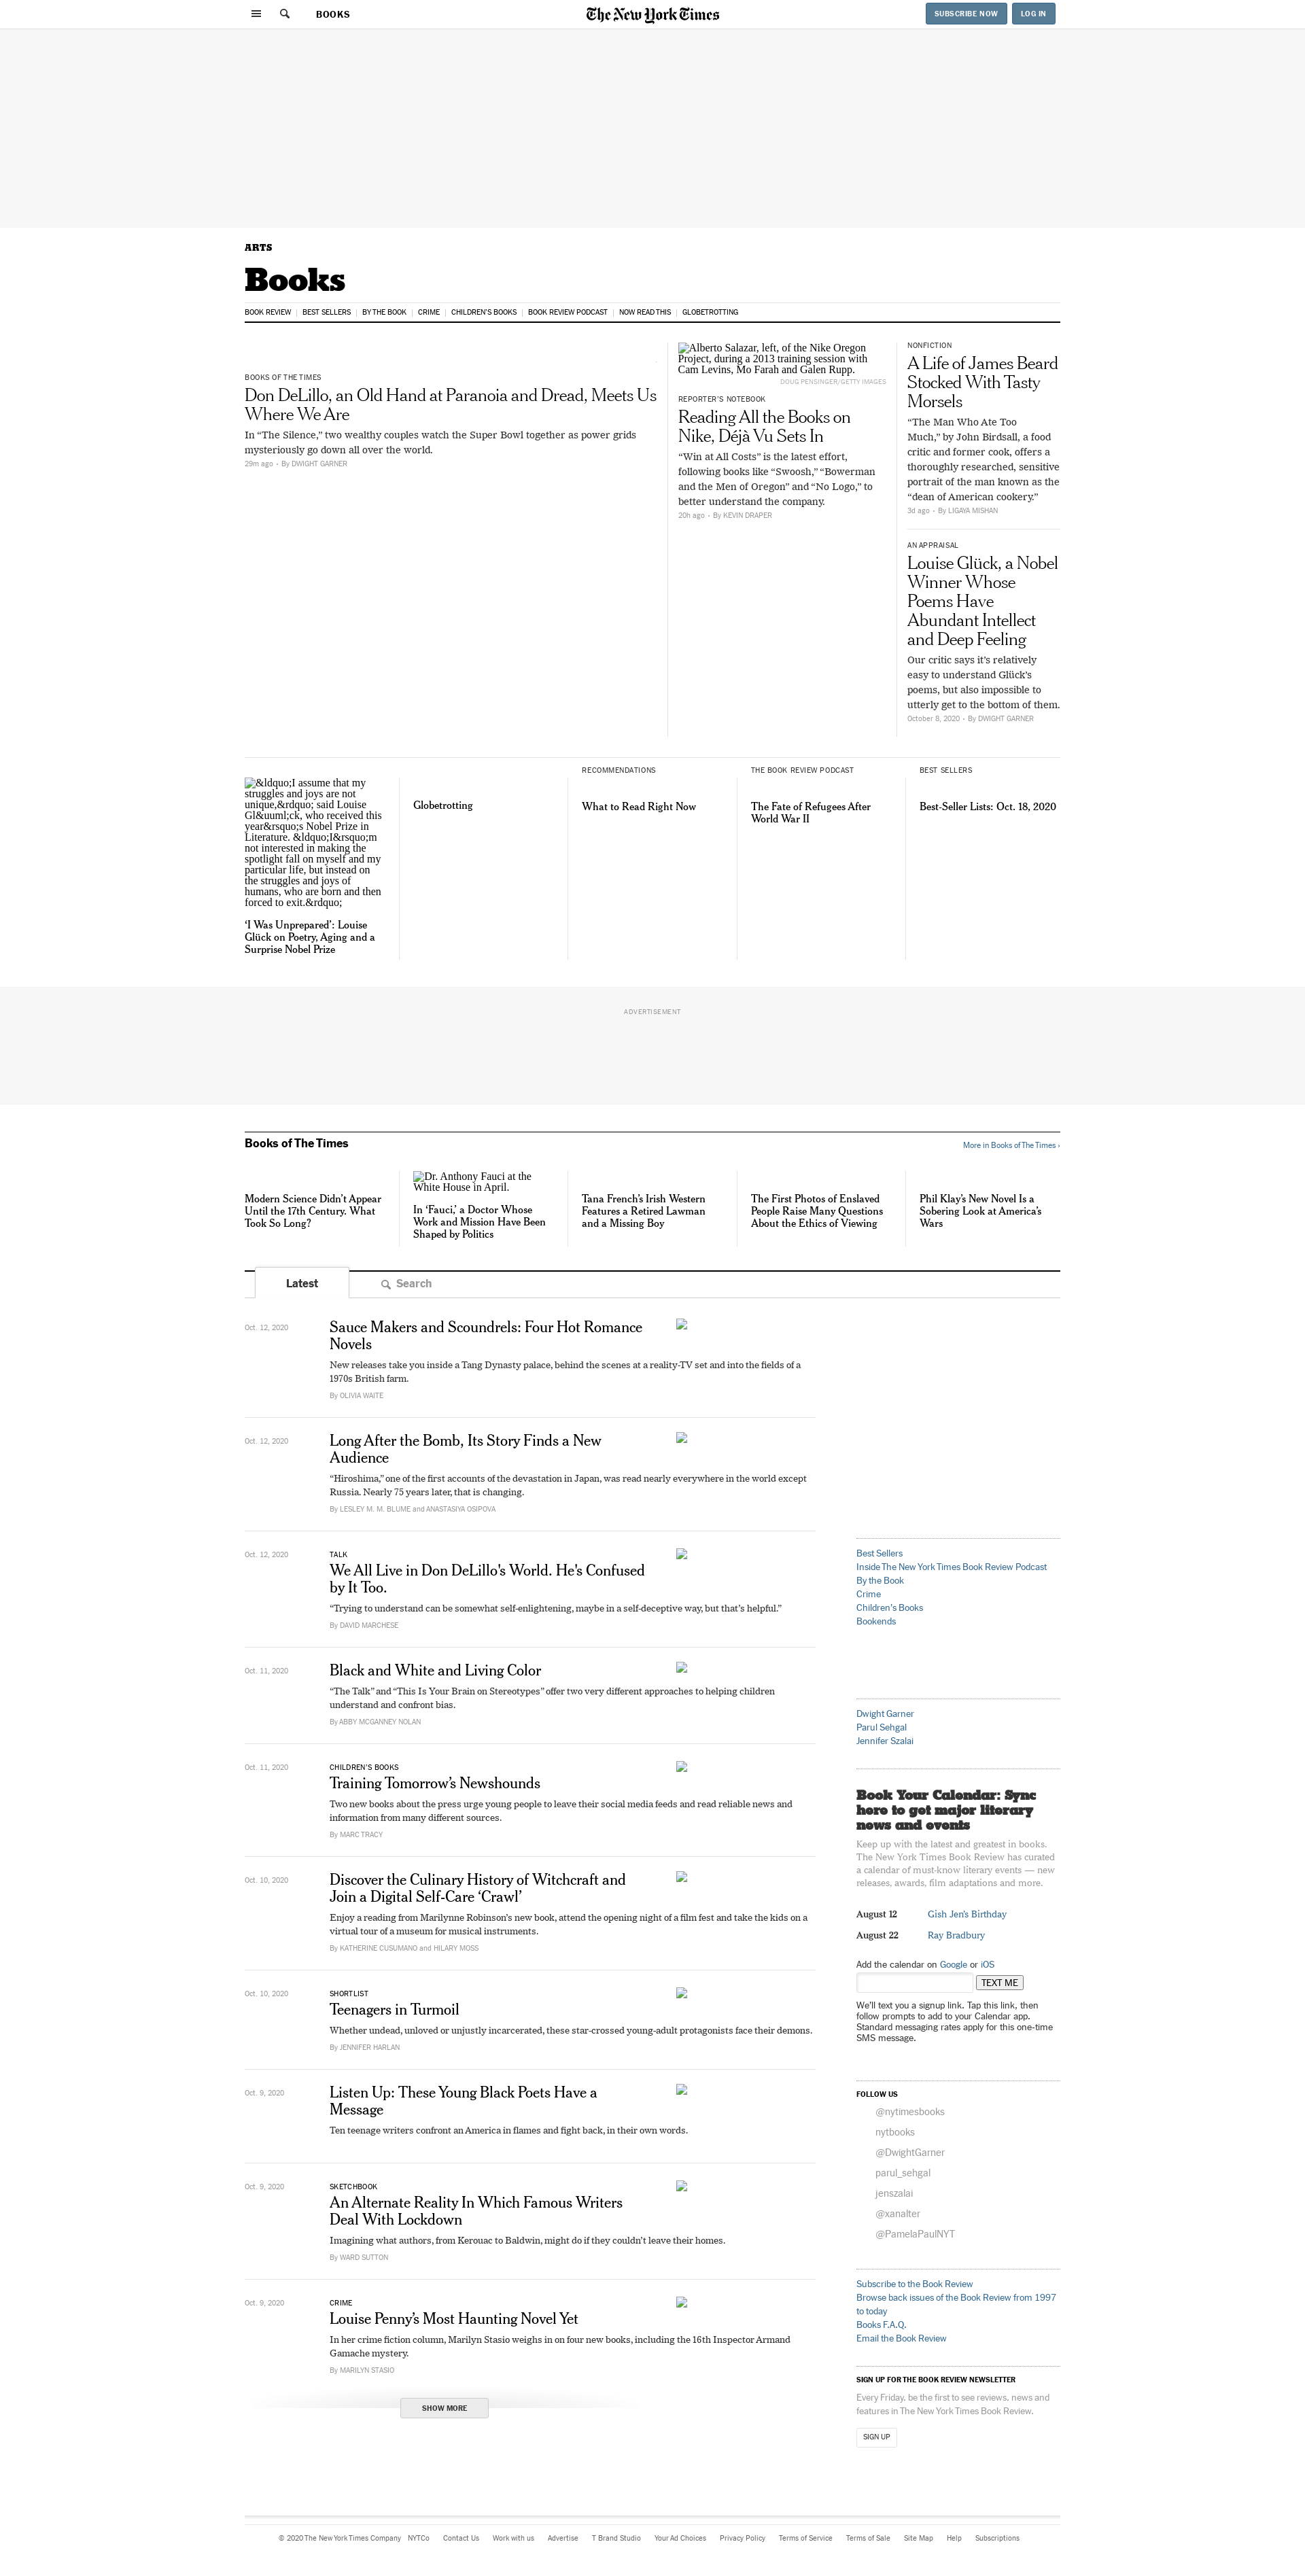 BOOKS
The New York Times
SUBSCRIBE NOW
LOG IN
ARTS
Books
BOOK REVIEW
BEST SELLERS
BY THE BOOK
CRIME
CHILDREN'S BOOKS
BOOK REVIEW PODCAST
NOW READ THIS
GLOBETROTTING
BOOKS OF THE TIMES
Don DeLillo, an Old Hand at Paranoia and Dread, Meets Us
Where We Are
In “The Silence,” two wealthy couples watch the Super Bowl together as power grids
mysteriously go down all over the world.
29m ago • By DWIGHT GARNER
Alberto Salazar, left, of the Nike Oregon
Project, during a 2013 training session with
Cam Levins, Mo Farah and Galen Rupp.
DOUG PENSINGER/GETTY IMAGES
REPORTER’S NOTEBOOK
Reading All the Books on
Nike, Déjà Vu Sets In
“Win at All Costs” is the latest effort,
following books like “Swoosh,” “Bowerman
and the Men of Oregon” and “No Logo,” to
better understand the company.
20h ago • By KEVIN DRAPER
NONFICTION
A Life of James Beard
Stocked With Tasty
Morsels
“The Man Who Ate Too
Much,” by John Birdsall, a food
critic and former cook, offers a
thoroughly researched, sensitive
portrait of the man known as the
“dean of American cookery.”
3d ago • By LIGAYA MISHAN
AN APPRAISAL
Louise Glück, a Nobel
Winner Whose
Poems Have
Abundant Intellect
and Deep Feeling
Our critic says it’s relatively
easy to understand Glück’s
poems, but also impossible to
utterly get to the bottom of them.
October 8, 2020 • By DWIGHT GARNER
&ldquo;I assume that my
struggles and joys are not
unique,&rdquo; said Louise
Gl&uuml;ck, who received this
year&rsquo;s Nobel Prize in
Literature. &ldquo;I&rsquo;m
not interested in making the
spotlight fall on myself and my
particular life, but instead on
the struggles and joys of
humans, who are born and then
forced to exit.&rdquo;
‘I Was Unprepared’: Louise
Glück on Poetry, Aging and a
Surprise Nobel Prize
Globetrotting
RECOMMENDATIONS
What to Read Right Now
THE BOOK REVIEW PODCAST
The Fate of Refugees After
World War II
BEST SELLERS
Best-Seller Lists: Oct. 18, 2020
ADVERTISEMENT
Books of The Times
More in Books of The Times ›
Modern Science Didn’t Appear
Until the 17th Century. What
Took So Long?
Dr. Anthony Fauci at the
White House in April.
In ‘Fauci,’ a Doctor Whose
Work and Mission Have Been
Shaped by Politics
Tana French’s Irish Western
Features a Retired Lawman
and a Missing Boy
The First Photos of Enslaved
People Raise Many Questions
About the Ethics of Viewing
Phil Klay’s New Novel Is a
Sobering Look at America’s
Wars
Latest
Search
Oct. 12, 2020
Sauce Makers and Scoundrels: Four Hot Romance
Novels
New releases take you inside a Tang Dynasty palace, behind the scenes at a reality-TV set and into the fields of a
1970s British farm.
By OLIVIA WAITE
Oct. 12, 2020
Long After the Bomb, Its Story Finds a New
Audience
“Hiroshima,” one of the first accounts of the devastation in Japan, was read nearly everywhere in the world except
Russia. Nearly 75 years later, that is changing.
By LESLEY M. M. BLUME and ANASTASIYA OSIPOVA
Oct. 12, 2020
TALK
We All Live in Don DeLillo's World. He's Confused
by It Too.
“Trying to understand can be somewhat self-enlightening, maybe in a self-deceptive way, but that’s helpful.”
By DAVID MARCHESE
Oct. 11, 2020
Black and White and Living Color
“The Talk” and “This Is Your Brain on Stereotypes” offer two very different approaches to helping children
understand and confront bias.
By ABBY MCGANNEY NOLAN
Oct. 11, 2020
CHILDREN’S BOOKS
Training Tomorrow’s Newshounds
Two new books about the press urge young people to leave their social media feeds and read reliable news and
information from many different sources.
By MARC TRACY
Oct. 10, 2020
Discover the Culinary History of Witchcraft and
Join a Digital Self-Care ‘Crawl’
Enjoy a reading from Marilynne Robinson’s new book, attend the opening night of a film fest and take the kids on a
virtual tour of a museum for musical instruments.
By KATHERINE CUSUMANO and HILARY MOSS
Oct. 10, 2020
SHORTLIST
Teenagers in Turmoil
Whether undead, unloved or unjustly incarcerated, these star-crossed young-adult protagonists face their demons.
By JENNIFER HARLAN
Oct. 9, 2020
Listen Up: These Young Black Poets Have a
Message
Ten teenage writers confront an America in flames and fight back, in their own words.
Oct. 9, 2020
SKETCHBOOK
An Alternate Reality In Which Famous Writers
Deal With Lockdown
Imagining what authors, from Kerouac to Baldwin, might do if they couldn’t leave their homes.
By WARD SUTTON
Oct. 9, 2020
CRIME
Louise Penny’s Most Haunting Novel Yet
In her crime fiction column, Marilyn Stasio weighs in on four new books, including the 16th Inspector Armand
Gamache mystery.
By MARILYN STASIO
SHOW MORE
Best Sellers
Inside The New York Times Book Review Podcast
By the Book
Crime
Children's Books
Bookends
Dwight Garner
Parul Sehgal
Jennifer Szalai
Book Your Calendar: Sync
here to get major literary
news and events
Keep up with the latest and greatest in books.
The New York Times Book Review has curated
a calendar of must-know literary events — new
releases, awards, film adaptations and more.
August 12 Gish Jen's Birthday
August 22 Ray Bradbury
Add the calendar on Google or iOS
TEXT ME
We’ll text you a signup link. Tap this link, then
follow prompts to add to your Calendar app.
Standard messaging rates apply for this one-time
SMS message.
FOLLOW US
@nytimesbooks
nytbooks
@DwightGarner
parul_sehgal
jenszalai
@xanalter
@PamelaPaulNYT
Subscribe to the Book Review
Browse back issues of the Book Review from 1997
to today
Books F.A.Q.
Email the Book Review
SIGN UP FOR THE BOOK REVIEW NEWSLETTER
Every Friday, be the first to see reviews, news and
features in The New York Times Book Review.
SIGN UP
© 2020 The New York Times Company
NYTCo
Contact Us
Work with us
Advertise
T Brand Studio
Your Ad Choices
Privacy Policy
Terms of Service
Terms of Sale
Site Map
Help
Subscriptions